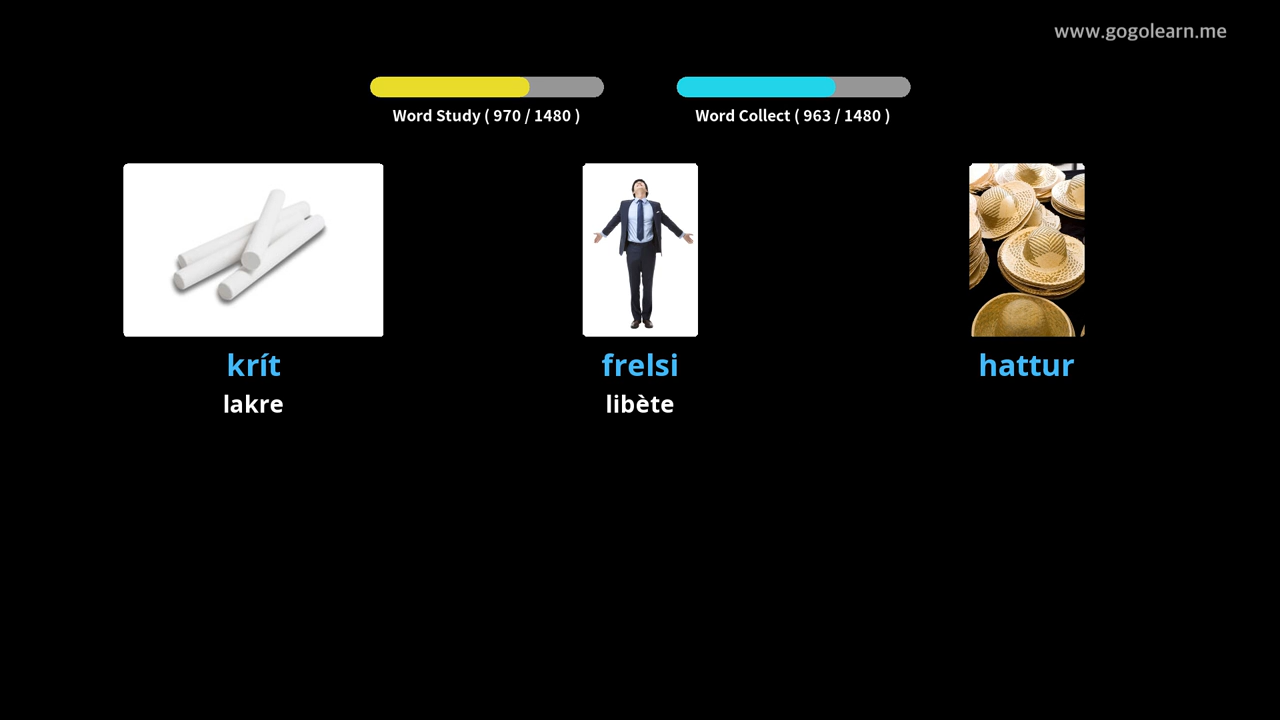 www.gogolearn.me
Word Study ( 970 / 1480 )
Word Collect ( 963 / 1480 )
krít
frelsi
hattur
lakre
libète